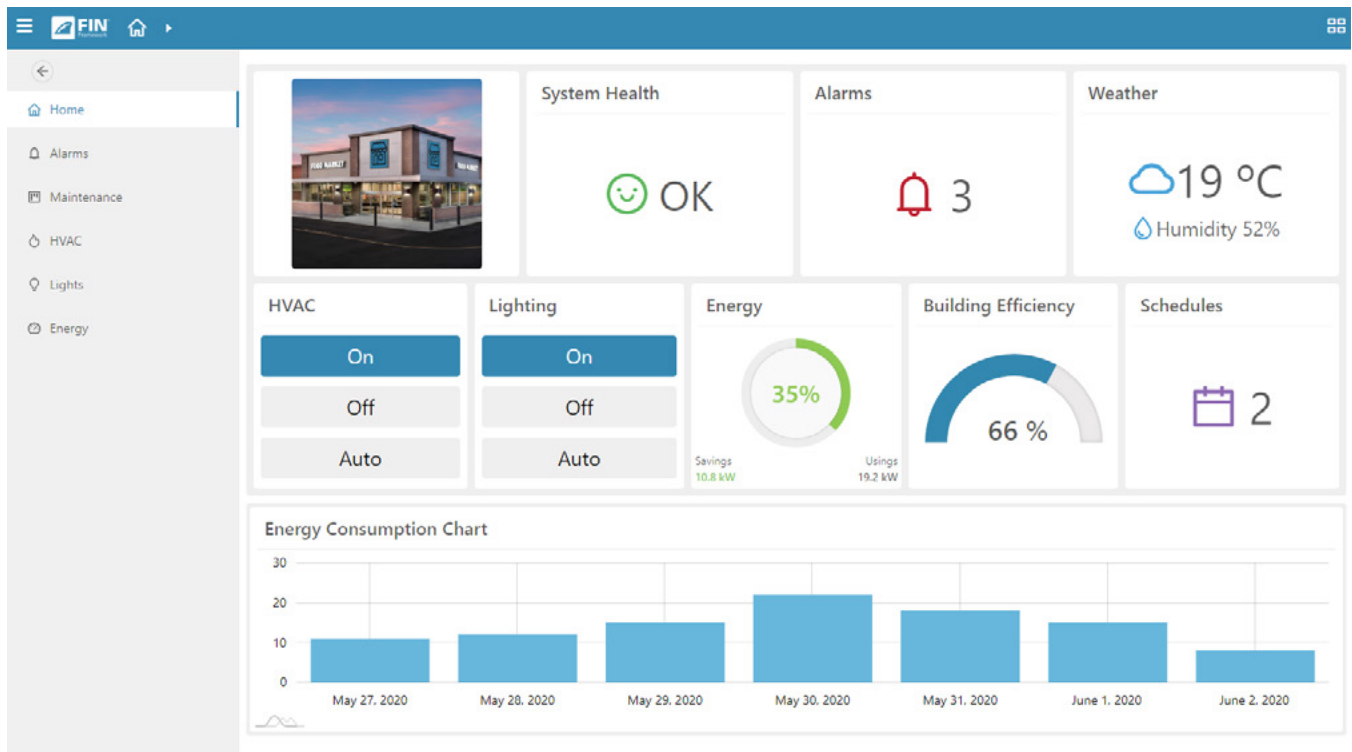 FIN
Home
Alarms
Maintenance
HVAC
Lights
Energy
FOOD MARKET
System Health
OK
Alarms
3
Weather
19 °C
Humidity 52%
HVAC
On
Off
Auto
Lighting
On
Off
Auto
Energy
35%
Savings
10.8 kW
Usings
19.2 kW
Building Efficiency
66 %
Schedules
2
Energy Consumption Chart
30
20
10
0
May 27, 2020
May 28, 2020
May 29, 2020
May 30, 2020
May 31, 2020
June 1, 2020
June 2, 2020